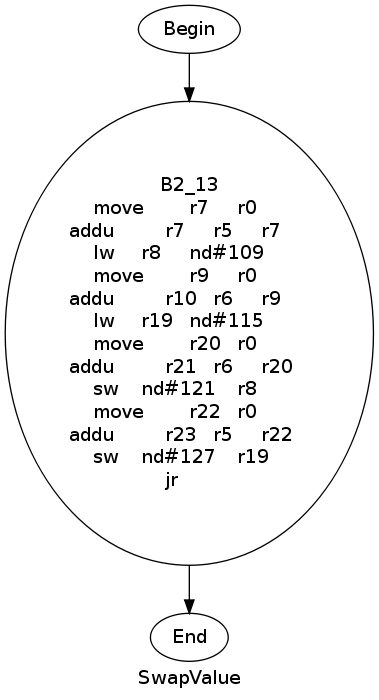 Begin
B2_13
move r7 r0
addu r7 r5 r7
lw r8 nd#109
move r9 r0
addu r10 r6 r9
lw r19 nd#115
move r20 r0
addu r21 r6 r20
sw nd#121 r8
move r22 r0
addu r23 r5 r22
sw nd#127 r19
jr
End
SwapValue